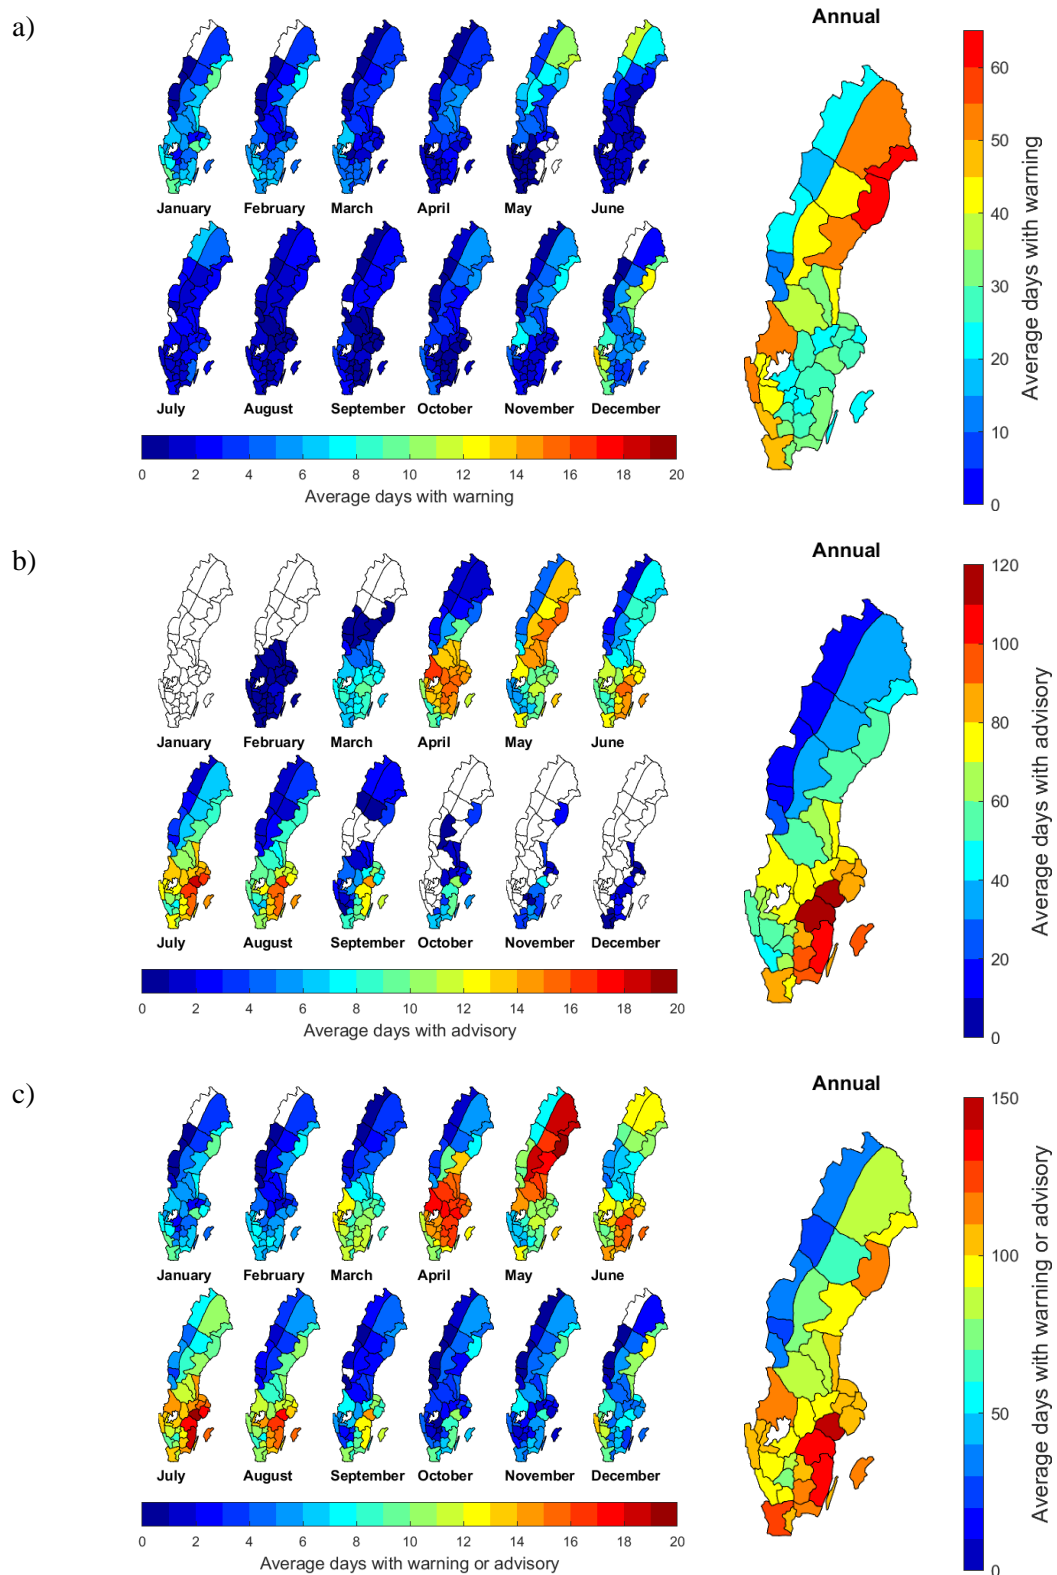 a)
Annual
January February March April May June
July August September October November December
0 2 4 6 8 10 12 14 16 18 20
Average days with warning
60
50
40
30
20
10
0
Average days with warning
b)
Annual
January February March April May June
July August September October November December
0 2 4 6 8 10 12 14 16 18 20
Average days with advisory
120
100
80
60
40
20
0
Average days with advisory
c)
Annual
January February March April May June
July August September October November December
0 2 4 6 8 10 12 14 16 18 20
Average days with warning or advisory
150
100
50
0
Average days with warning or advisory